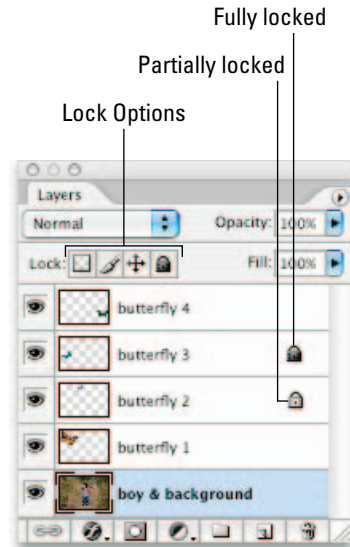 Fully locked
Partially locked
Lock Options
Layers
Normal Opacity: 100%
Lock: Fill: 100%
butterfly 4
butterfly 3
butterfly 2
butterfly 1
boy & background